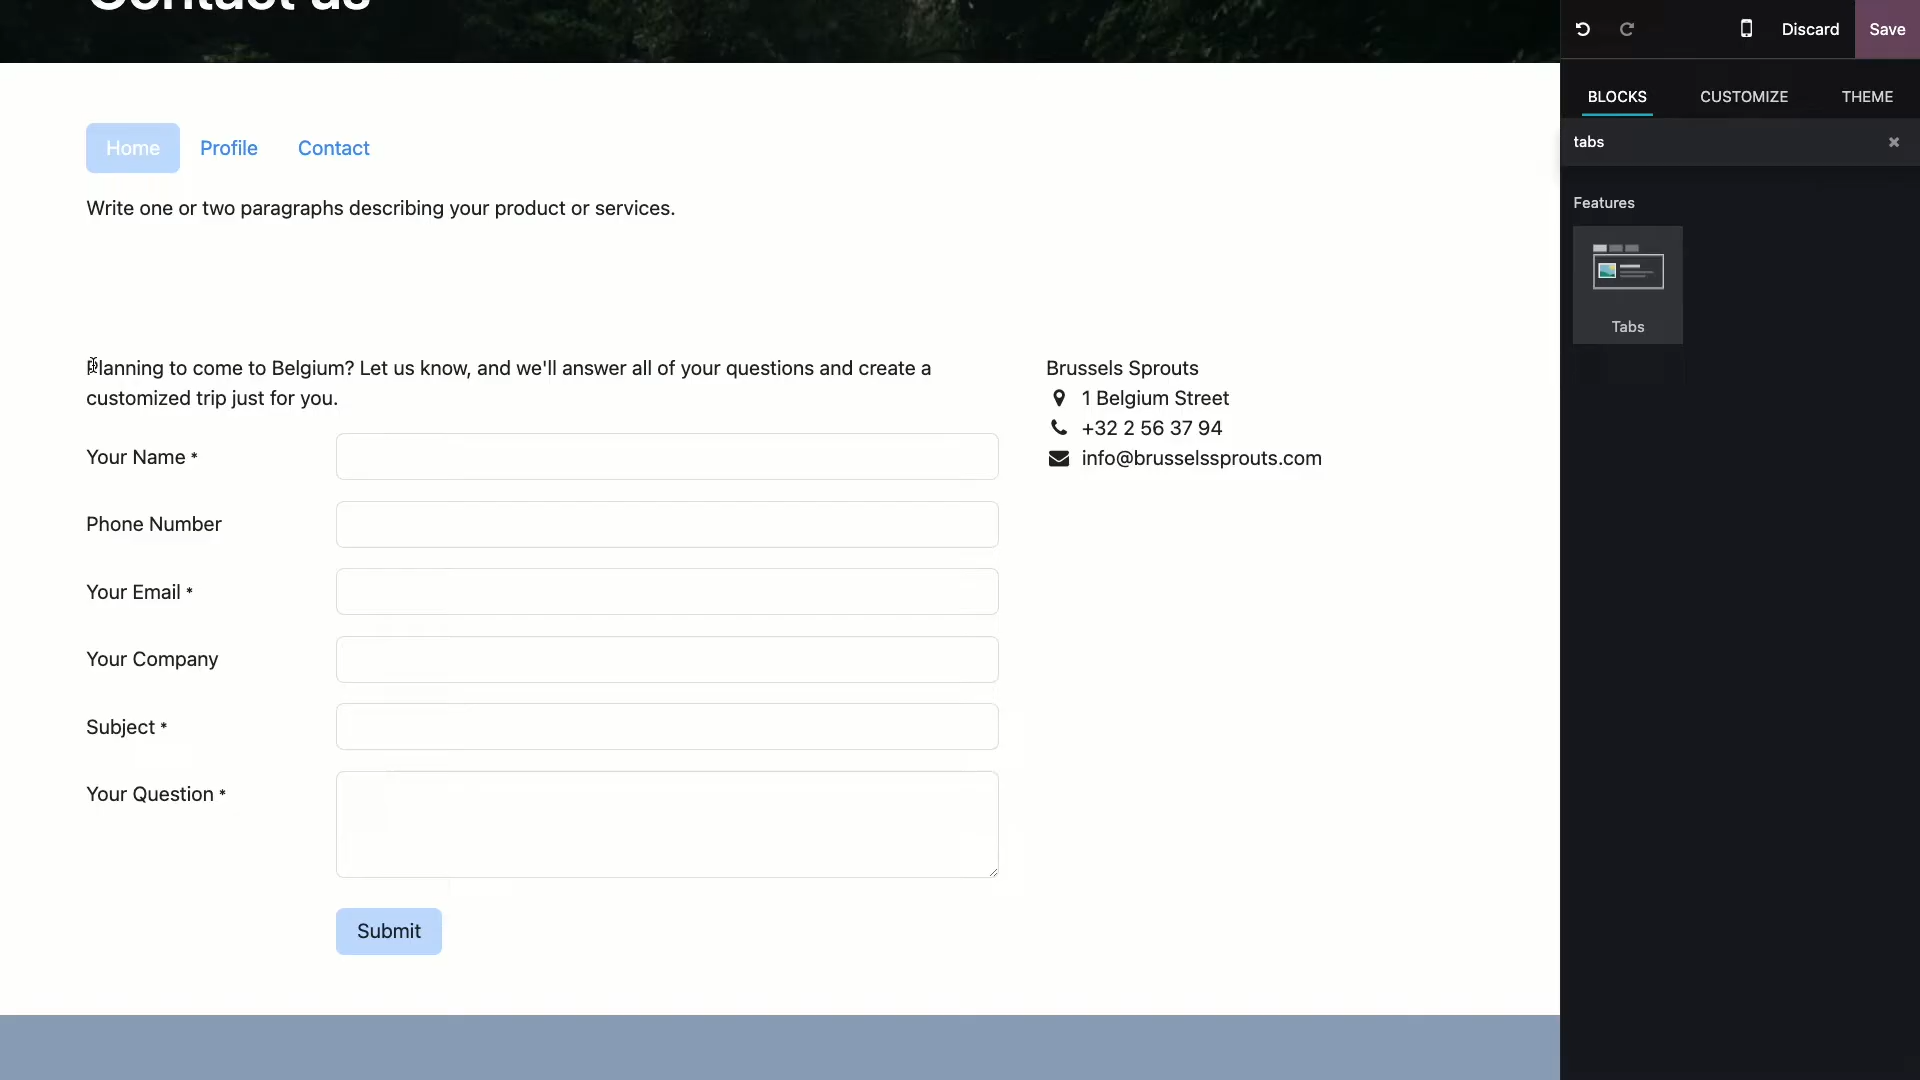 Contact us
Discard
Save
BLOCKS
CUSTOMIZE
THEME
tabs
Features
Tabs
Home
Profile
Contact
Write one or two paragraphs describing your product or services.
Planning to come to Belgium? Let us know, and we'll answer all of your questions and create a
customized trip just for you.
Your Name *
Phone Number
Your Email *
Your Company
Subject *
Your Question *
Submit
Brussels Sprouts
1 Belgium Street
+32 2 56 37 94
info@brusselssprouts.com